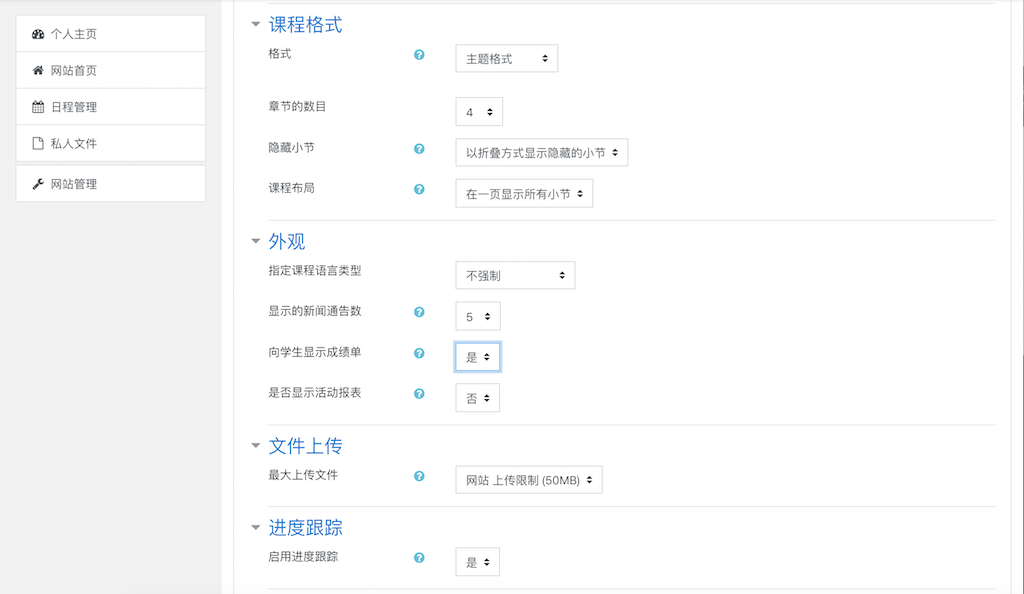 个人主页
网站首页
日程管理
私人文件
网站管理
课程格式
格式
主题格式
章节的数目
4
隐藏小节
以折叠方式显示隐藏的小节
课程布局
在一页显示所有小节
外观
指定课程语言类型
不强制
显示的新闻通告数
5
向学生显示成绩单
是
是否显示活动报表
否
文件上传
最大上传文件
网站 上传限制 (50MB)
进度跟踪
启用进度跟踪
是